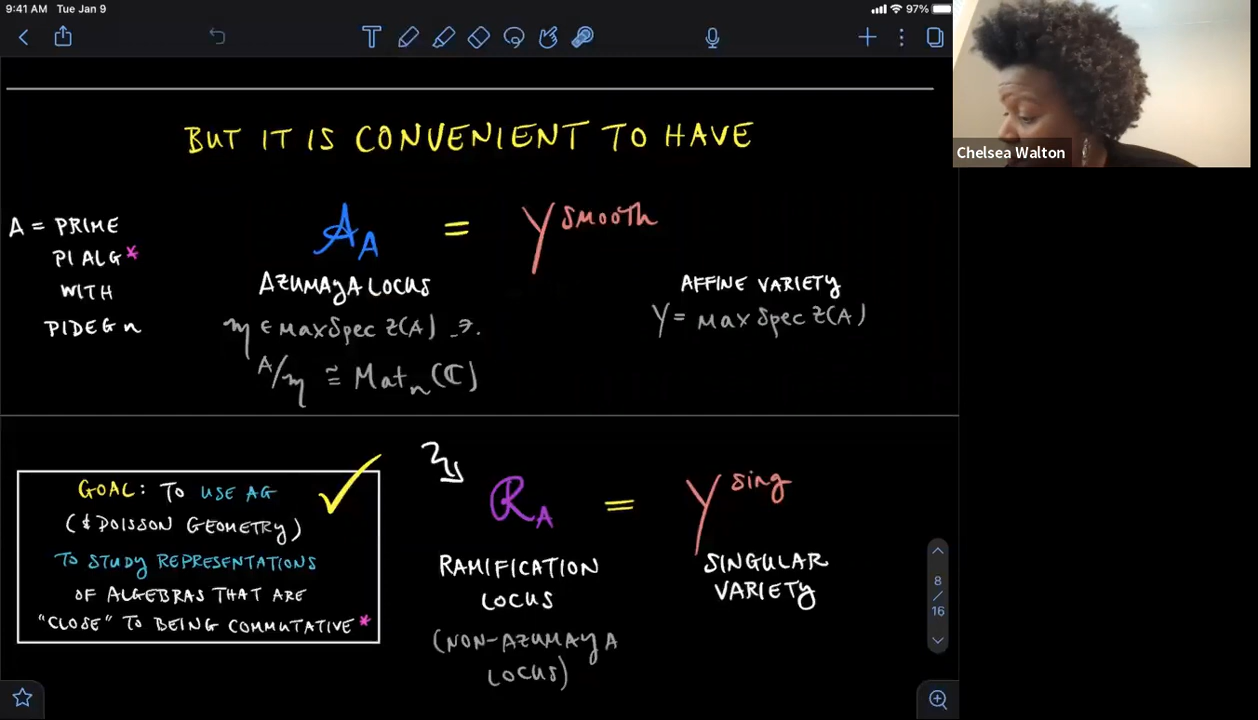 9:41 AM Tue Jan 9
97%
Chelsea Walton
BUT IT IS CONVENIENT TO HAVE
A = PRIME
PI ALG*
WITH
PIDEG n
𝒜_A = Y^smooth
AZUMAYA LOCUS
η ∈ maxSpec Z(A) ∋.
A/η ≅ Mat_n(ℂ)
AFFINE VARIETY
Y = maxSpec Z(A)
GOAL: TO USE AG
(& POISSON GEOMETRY)
TO STUDY REPRESENTATIONS
OF ALGEBRAS THAT ARE
"CLOSE" TO BEING COMMUTATIVE*
ℛ_A = Y^sing
RAMIFICATION
LOCUS
(NON-AZUMAYA
LOCUS)
SINGULAR
VARIETY
8
/
16